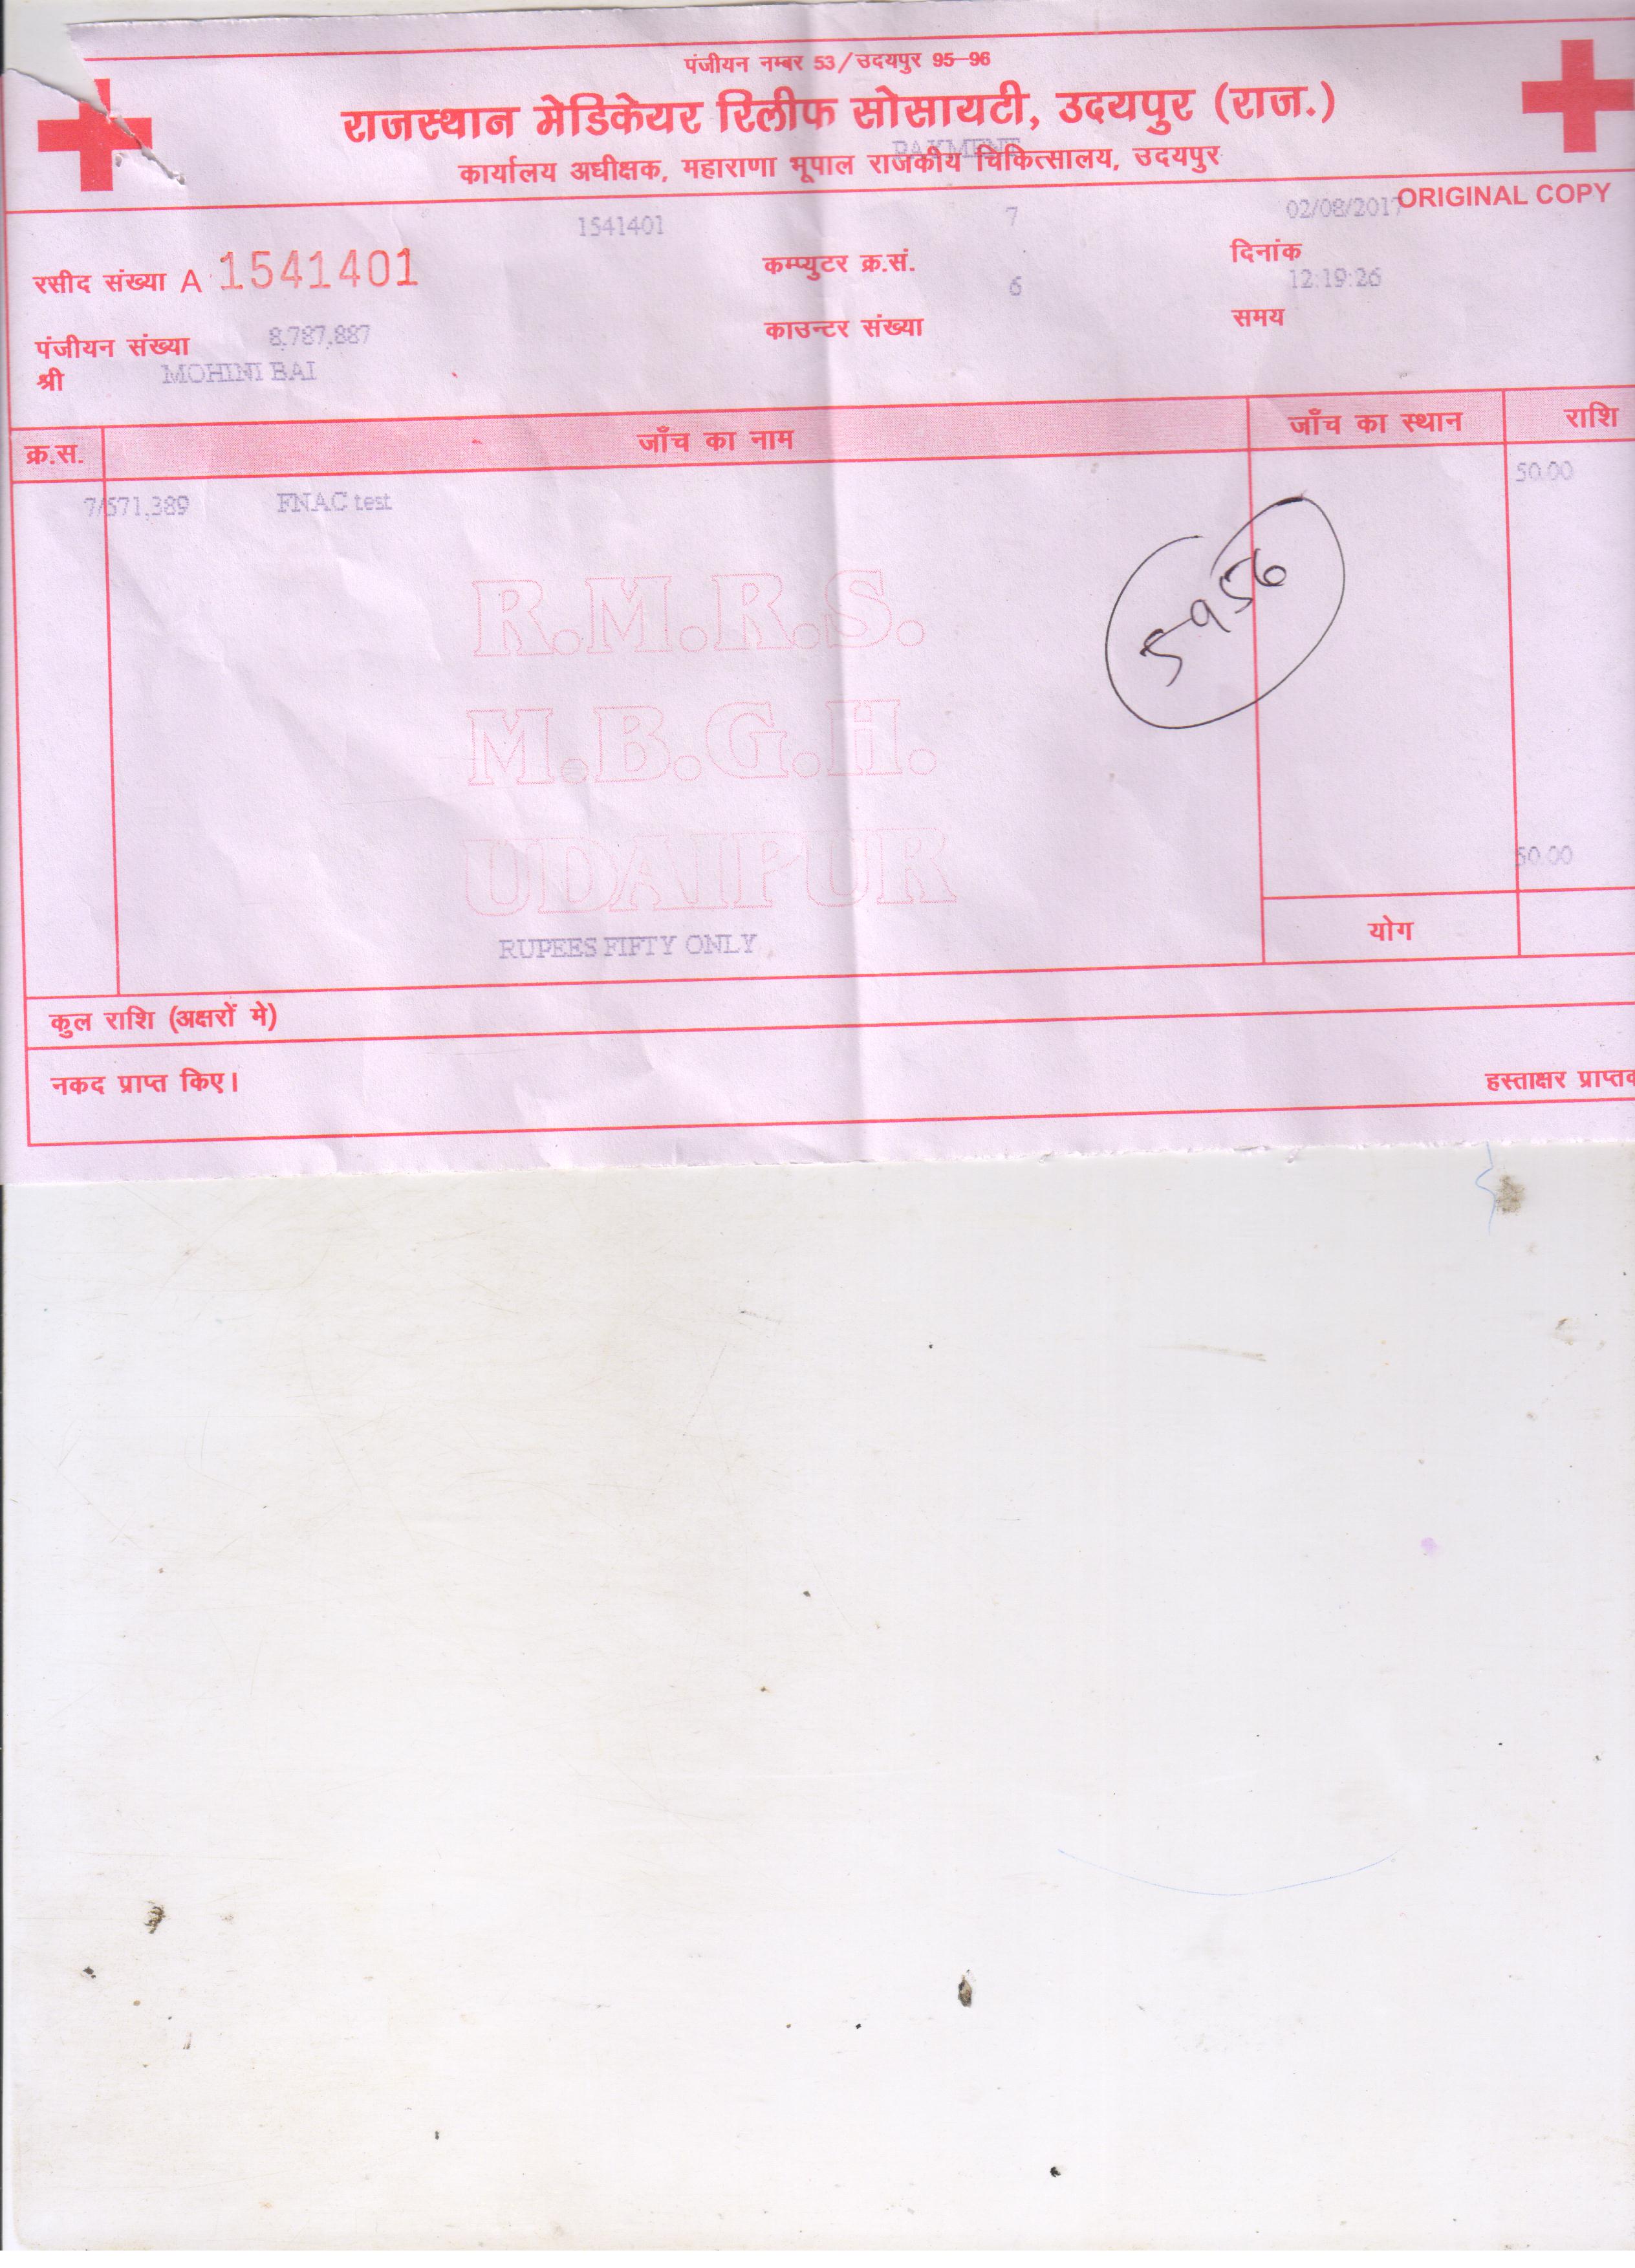 पंजीयन नम्बर 53/उदयपुर 95-96
राजस्थान मेडिकेयर रिलीफ सोसायटी, उदयपुर (राज.)
कार्यालय अधीक्षक, महाराणा भूपाल राजकीय चिकित्सालय, उदयपुर
ORIGINAL COPY
1541401 7 02/08/2017
रसीद संख्या A 1541401 कम्प्युटर क्र.सं. दिनांक
6 12:19:26
पंजीयन संख्या 8,787,887 काउन्टर संख्या समय
श्री MOHINI BAI
क्र.स. जाँच का नाम जाँच का स्थान राशि
7/571,389 FNAC test 50.00
5956
R.M.R.S.
M.B.G.H.
UDAIPUR
50.00
योग
RUPEES FIFTY ONLY
कुल राशि (अक्षरों मे)
नकद प्राप्त किए।
हस्ताक्षर